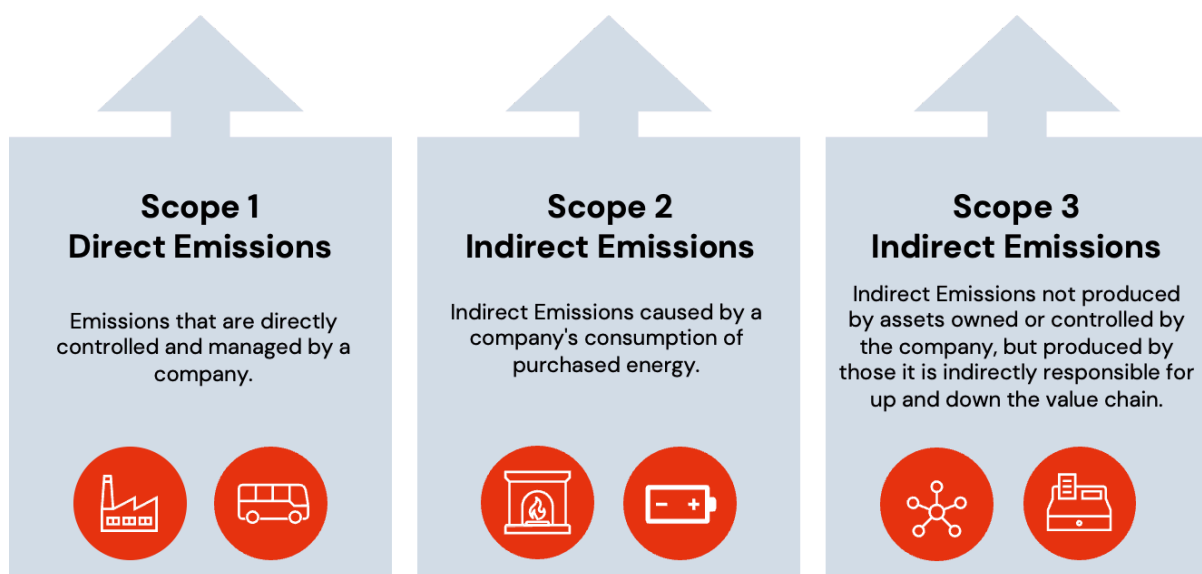 Scope 1
Direct Emissions
Emissions that are directly
controlled and managed by a
company.
Scope 2
Indirect Emissions
Indirect Emissions caused by a
company's consumption of
purchased energy.
Scope 3
Indirect Emissions
Indirect Emissions not produced
by assets owned or controlled by
the company, but produced by
those it is indirectly responsible for
up and down the value chain.